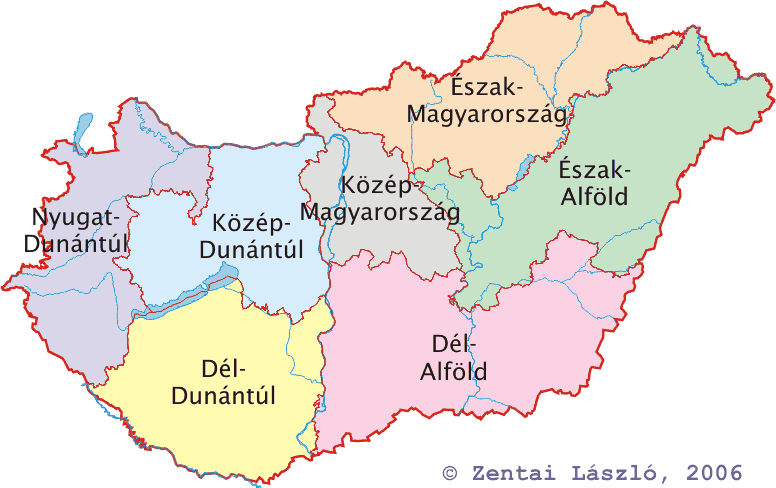 Észak-
Magyarország
Észak-
Alföld
Közép-
Magyarország
Nyugat-
Dunántúl
Közép-
Dunántúl
Dél-
Alföld
Dél-
Dunántúl
© Zentai László, 2006